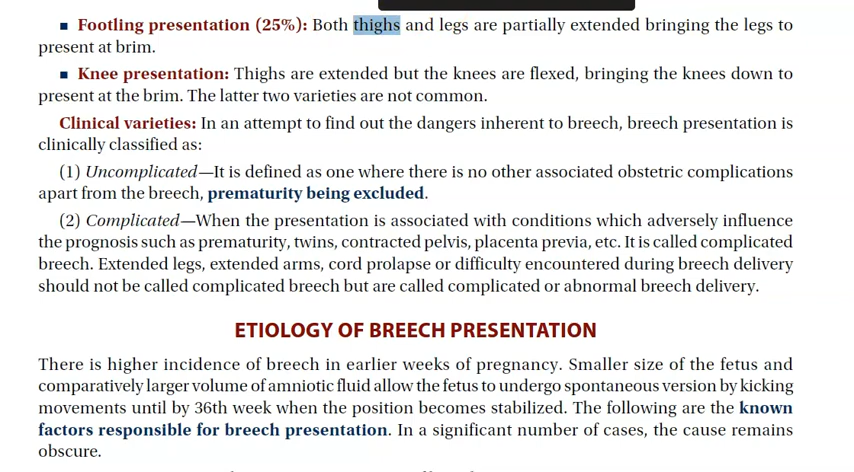 ▪ Footling presentation (25%): Both thighs and legs are partially extended bringing the legs to
present at brim.
▪ Knee presentation: Thighs are extended but the knees are flexed, bringing the knees down to
present at the brim. The latter two varieties are not common.
Clinical varieties: In an attempt to find out the dangers inherent to breech, breech presentation is
clinically classified as:
(1) Uncomplicated—It is defined as one where there is no other associated obstetric complications
apart from the breech, prematurity being excluded.
(2) Complicated—When the presentation is associated with conditions which adversely influence
the prognosis such as prematurity, twins, contracted pelvis, placenta previa, etc. It is called complicated
breech. Extended legs, extended arms, cord prolapse or difficulty encountered during breech delivery
should not be called complicated breech but are called complicated or abnormal breech delivery.
ETIOLOGY OF BREECH PRESENTATION
There is higher incidence of breech in earlier weeks of pregnancy. Smaller size of the fetus and
comparatively larger volume of amniotic fluid allow the fetus to undergo spontaneous version by kicking
movements until by 36th week when the position becomes stabilized. The following are the known
factors responsible for breech presentation. In a significant number of cases, the cause remains
obscure.